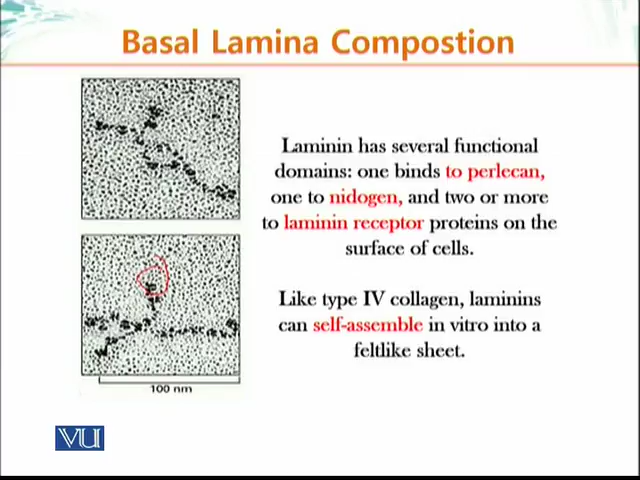 Basal Lamina Compostion
Laminin has several functional
domains: one binds to perlecan,
one to nidogen, and two or more
to laminin receptor proteins on the
surface of cells.
Like type IV collagen, laminins
can self-assemble in vitro into a
feltlike sheet.
100 nm
VU